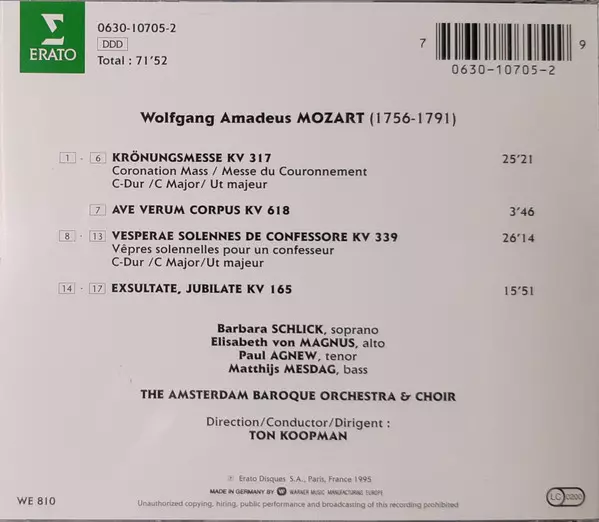 ERATO
0630-10705-2
DDD
Total : 71'52
7 9
0630-10705-2
Wolfgang Amadeus MOZART (1756-1791)
1 - 6 KRÖNUNGSMESSE KV 317 25'21
Coronation Mass / Messe du Couronnement
C-Dur /C Major/ Ut majeur
7 AVE VERUM CORPUS KV 618 3'46
8 - 13 VESPERAE SOLENNES DE CONFESSORE KV 339 26'14
Vêpres solennelles pour un confesseur
C-Dur /C Major/Ut majeur
14 - 17 EXSULTATE, JUBILATE KV 165 15'51
Barbara SCHLICK, soprano
Elisabeth von MAGNUS, alto
Paul AGNEW, tenor
Matthijs MESDAG, bass
THE AMSTERDAM BAROQUE ORCHESTRA & CHOIR
Direction/Conductor/Dirigent :
TON KOOPMAN
℗ Erato Disques S.A., Paris, France 1995
MADE IN GERMANY BY WARNER MUSIC MANUFACTURING EUROPE
WE 810
LC 0200
Unauthorized copying, hiring, public performance and broadcasting of this recording prohibited